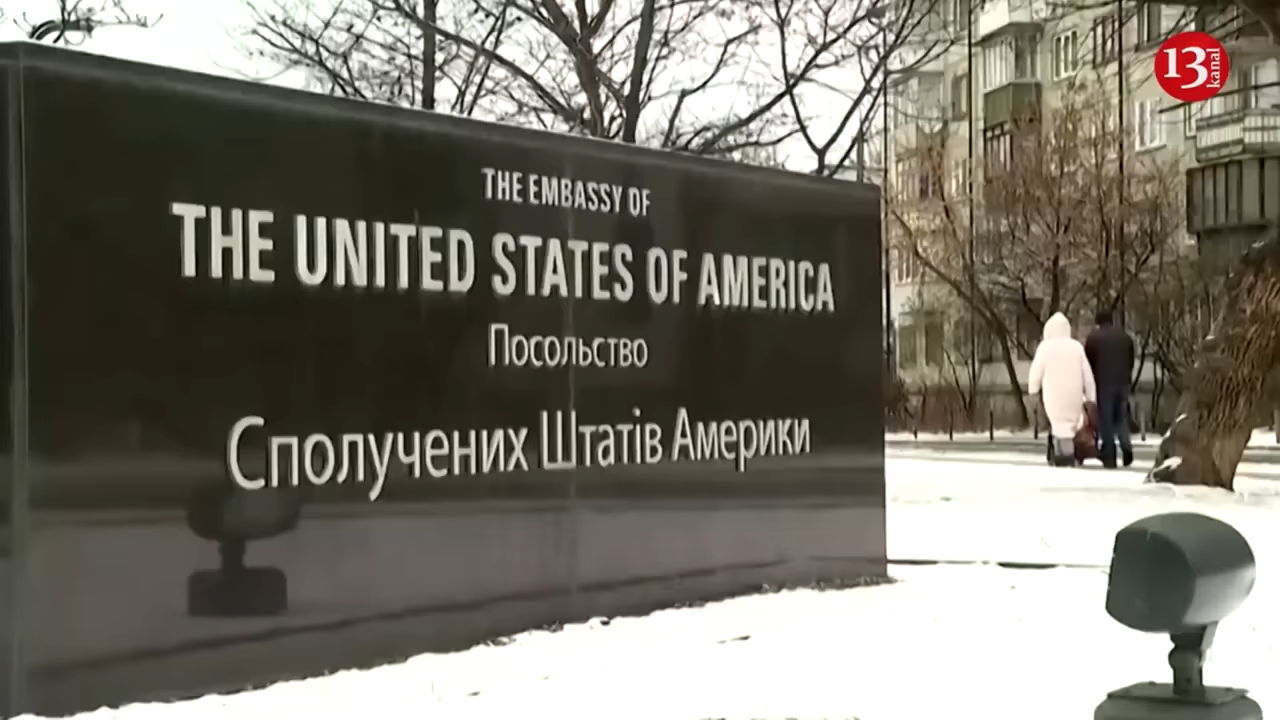 THE EMBASSY OF
THE UNITED STATES OF AMERICA
Посольство
Сполучених Штатів Америки
13
kanal